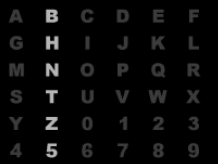 A B C D E F
G H I J K L
M N O P Q R
S T U V W X
Y Z 0 1 2 3
4 5 6 7 8 9